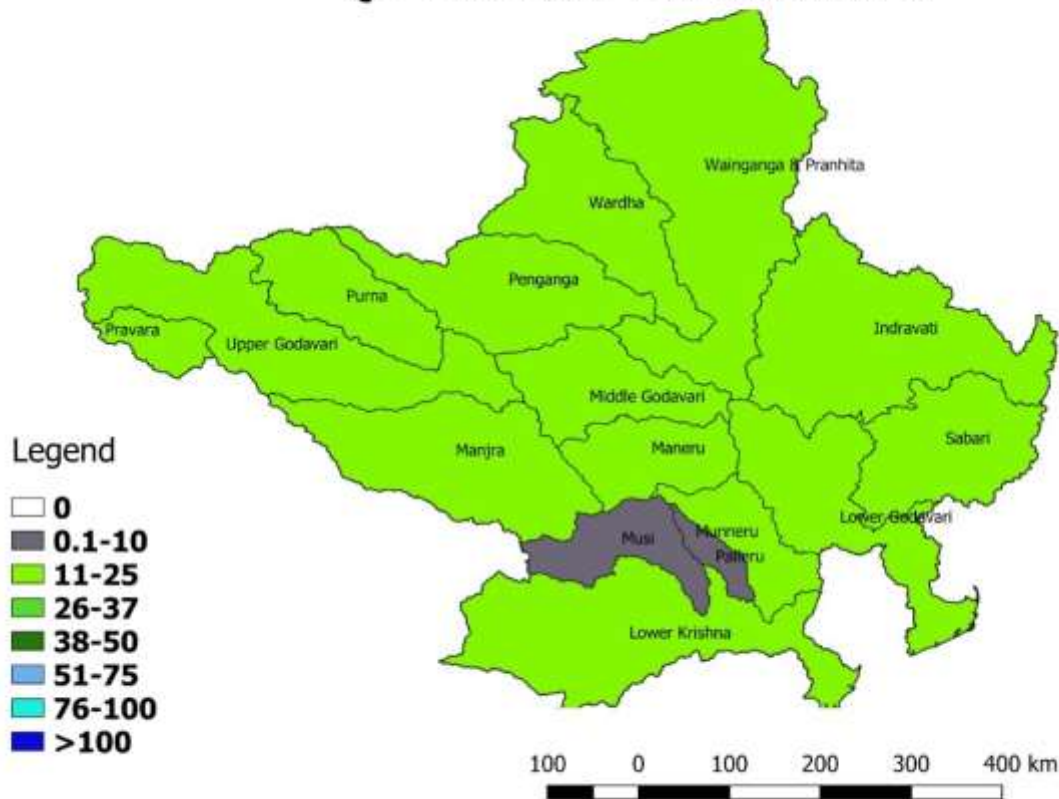 Wainganga & Pranhita
Wardha
Penganga
Purna
Indravati
Pravara
Upper Godavari
Middle Godavari
Manjra
Maneru
Sabari
Lower Godavari
Munneru
Musi
Palleru
Lower Krishna
Legend
0
0.1-10
11-25
26-37
38-50
51-75
76-100
>100
100 0 100 200 300 400 km